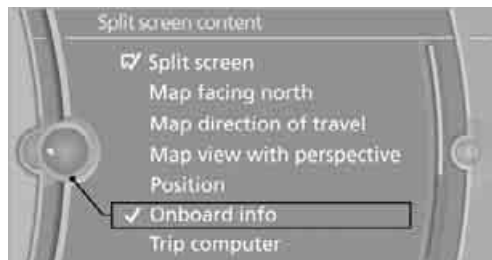 Split screen content
Split screen
Map facing north
Map direction of travel
Map view with perspective
Position
Onboard info
Trip computer